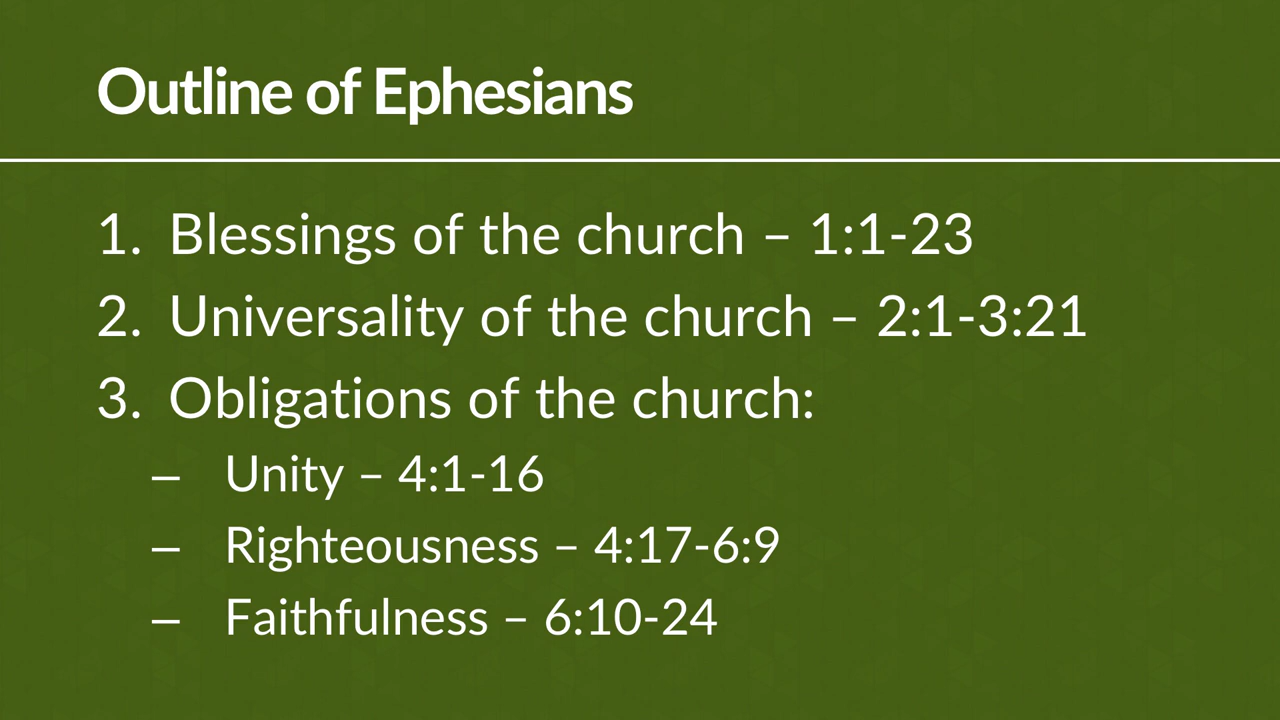 Outline of Ephesians
1. Blessings of the church – 1:1-23
2. Universality of the church – 2:1-3:21
3. Obligations of the church:
– Unity – 4:1-16
– Righteousness – 4:17-6:9
– Faithfulness – 6:10-24